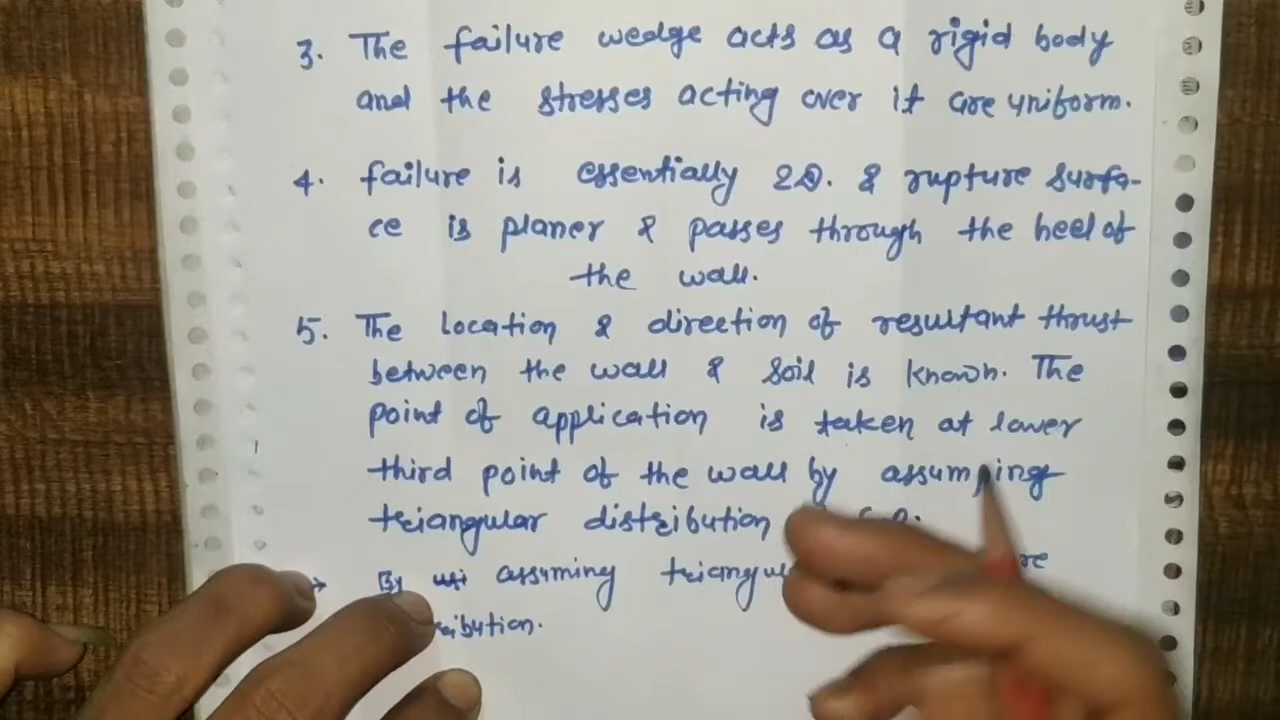 3. The failure wedge acts as a rigid body
and the stresses acting over it are uniform.
4. failure is essentially 2D. & rupture surfa-
ce is planer & passes through the heel of
the wall.
5. The location & direction of resultant thrust
between the wall & soil is known. The
point of application is taken at lower
third point of the wall by assumping
triangular distribution
→ By assuming